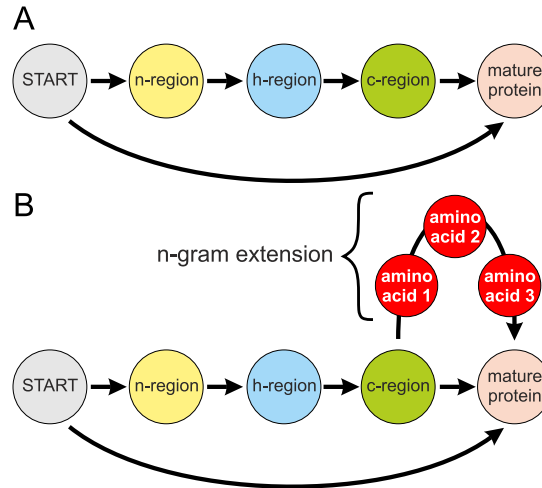 A
START
n-region
h-region
c-region
mature
protein
B
n-gram extension
amino
acid 1
amino
acid 2
amino
acid 3
START
n-region
h-region
c-region
mature
protein